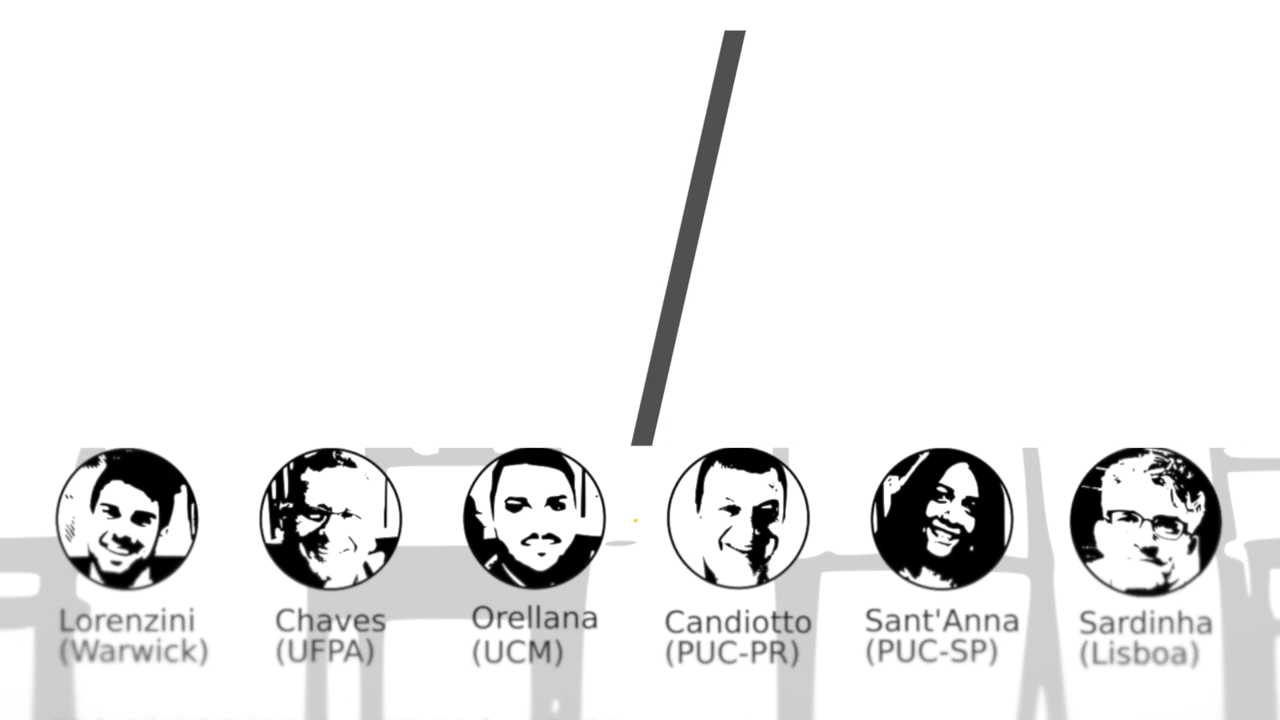 Lorenzini
(Warwick)
Chaves
(UFPA)
Orellana
(UCM)
Candiotto
(PUC-PR)
Sant'Anna
(PUC-SP)
Sardinha
(Lisboa)